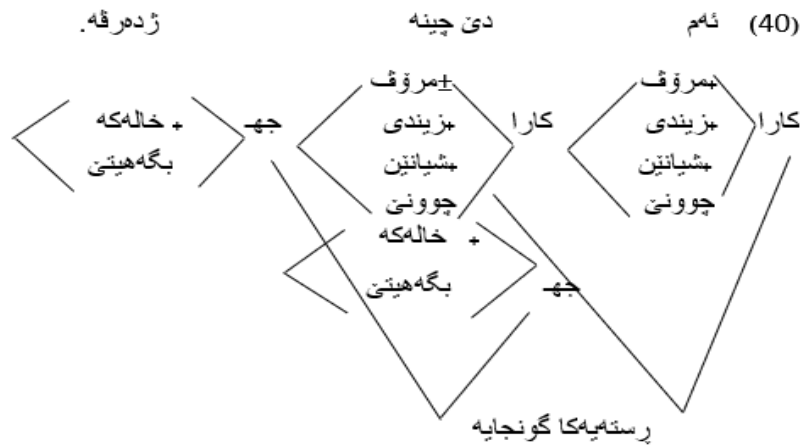 (40) ئەم دێ چینە ژدەرڤە.
+مرۆڤ ±مرۆڤ
کارا +زیندی کارا +زیندی جهـ + خالەکە
+شیانێن +شیانێن بگەهیتێ
چوونێ چوونێ
+ خالەکە
جهـ بگەهیتێ
ڕستەیەکا گونجایە